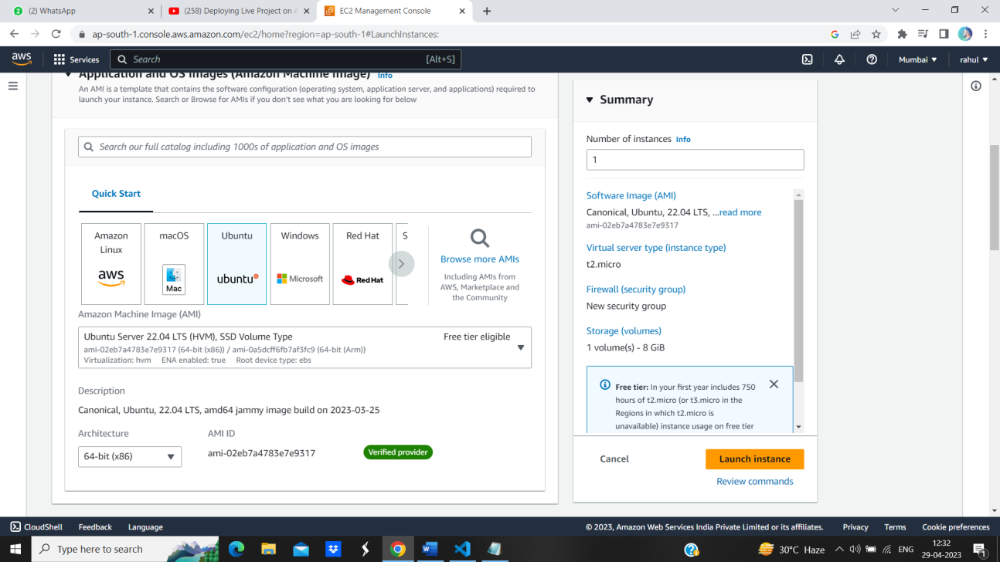 (2) WhatsApp
(258) Deploying Live Project on A
EC2 Management Console
ap-south-1.console.aws.amazon.com/ec2/home?region=ap-south-1#LaunchInstances:
aws
Services
Search
[Alt+S]
Mumbai
rahul
Application and OS Images (Amazon Machine Image) Info
An AMI is a template that contains the software configuration (operating system, application server, and applications) required to
launch your instance. Search or Browse for AMIs if you don't see what you are looking for below
Search our full catalog including 1000s of application and OS images
Quick Start
Amazon
Linux
aws
macOS
Mac
Ubuntu
ubuntu
Windows
Microsoft
Red Hat
Red Hat
S
Browse more AMIs
Including AMIs from
AWS, Marketplace and
the Community
Amazon Machine Image (AMI)
Ubuntu Server 22.04 LTS (HVM), SSD Volume Type
Free tier eligible
ami-02eb7a4783e7e9317 (64-bit (x86)) / ami-0a5dcff6fb7af3fc9 (64-bit (Arm))
Virtualization: hvm ENA enabled: true Root device type: ebs
Description
Canonical, Ubuntu, 22.04 LTS, amd64 jammy image build on 2023-03-25
Architecture
AMI ID
64-bit (x86)
ami-02eb7a4783e7e9317
Verified provider
Summary
Number of instances Info
1
Software Image (AMI)
Canonical, Ubuntu, 22.04 LTS, ...read more
ami-02eb7a4783e7e9317
Virtual server type (instance type)
t2.micro
Firewall (security group)
New security group
Storage (volumes)
1 volume(s) - 8 GiB
Free tier: In your first year includes 750
hours of t2.micro (or t3.micro in the
Regions in which t2.micro is
unavailable) instance usage on free tier
Cancel
Launch instance
Review commands
CloudShell
Feedback
Language
© 2023, Amazon Web Services India Private Limited or its affiliates.
Privacy
Terms
Cookie preferences
Type here to search
30°C Haze
ENG
12:32
29-04-2023
1